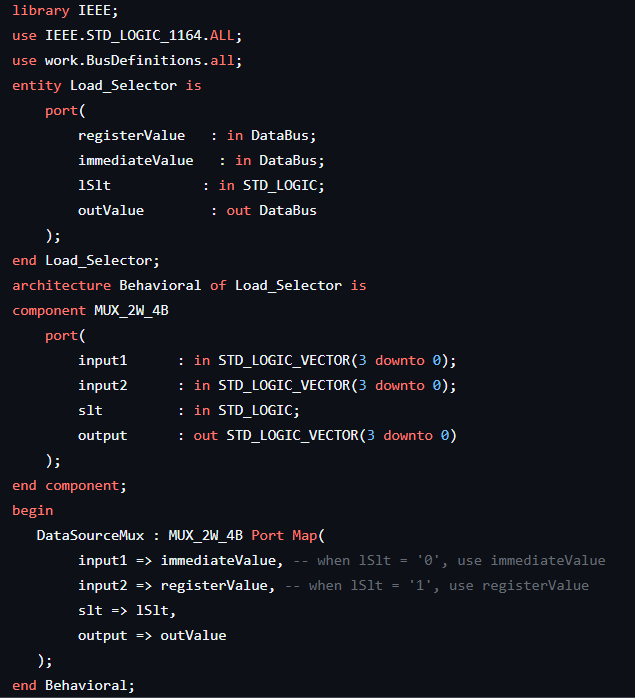 library IEEE;
use IEEE.STD_LOGIC_1164.ALL;
use work.BusDefinitions.all;
entity Load_Selector is
    port(
        registerValue   : in DataBus;
        immediateValue   : in DataBus;
        lSlt           : in STD_LOGIC;
        outValue        : out DataBus
    );
end Load_Selector;
architecture Behavioral of Load_Selector is
component MUX_2W_4B
    port(
        input1      : in STD_LOGIC_VECTOR(3 downto 0);
        input2      : in STD_LOGIC_VECTOR(3 downto 0);
        slt         : in STD_LOGIC;
        output      : out STD_LOGIC_VECTOR(3 downto 0)
    );
end component;
begin
   DataSourceMux : MUX_2W_4B Port Map(
        input1 => immediateValue, -- when lSlt = '0', use immediateValue
        input2 => registerValue, -- when lSlt = '1', use registerValue
        slt => lSlt,
        output => outValue
   );
end Behavioral;